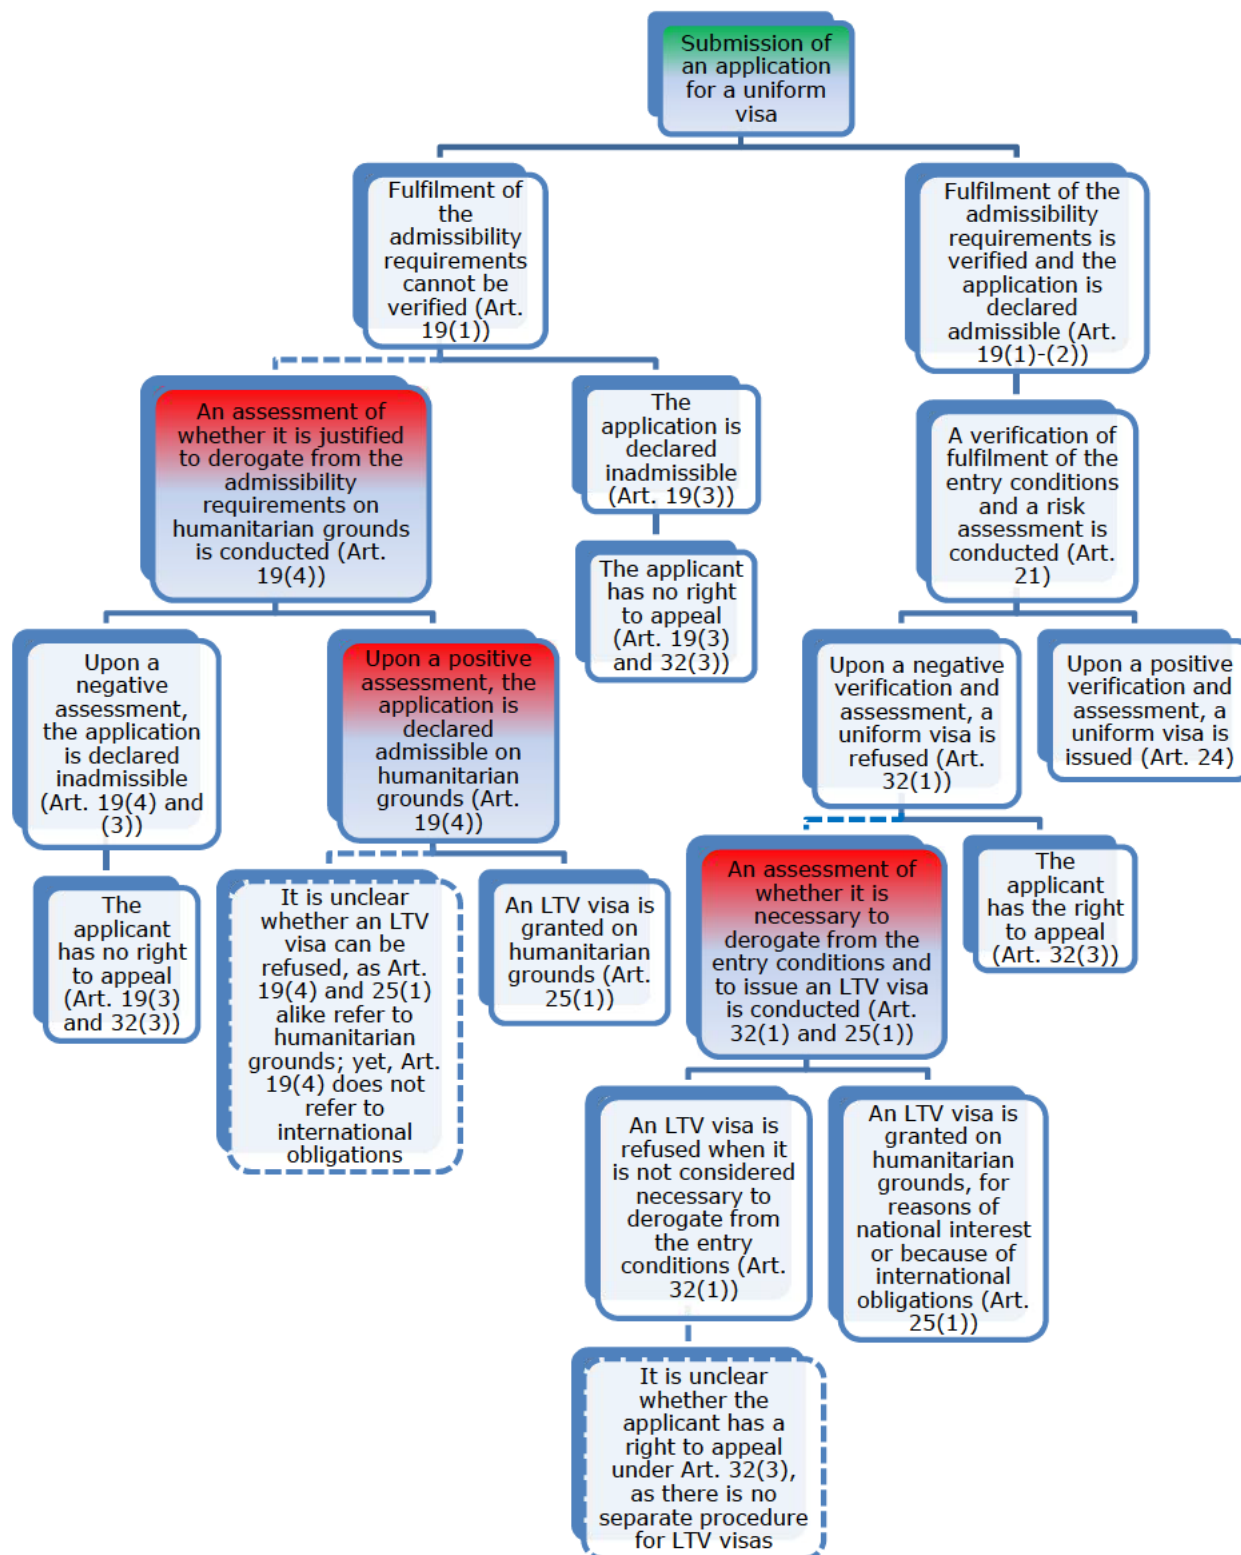 Submission of
an application
for a uniform
visa
Fulfilment of
the
admissibility
requirements
cannot be
verified (Art.
19(1))
Fulfilment of the
admissibility
requirements is
verified and the
application is
declared
admissible (Art.
19(1)-(2))
An assessment of
whether it is justified
to derogate from the
admissibility
requirements on
humanitarian grounds
is conducted (Art.
19(4))
The
application is
declared
inadmissible
(Art. 19(3))
A verification of
fulfilment of the
entry conditions
and a risk
assessment is
conducted (Art.
21)
The applicant
has no right
to appeal
(Art. 19(3)
and 32(3))
Upon a
negative
assessment,
the application
is declared
inadmissible
(Art. 19(4) and
(3))
Upon a positive
assessment, the
application is
declared
admissible on
humanitarian
grounds (Art.
19(4))
Upon a negative
verification and
assessment, a
uniform visa is
refused (Art.
32(1))
Upon a positive
verification and
assessment, a
uniform visa is
issued (Art. 24)
The
applicant
has no right
to appeal
(Art. 19(3)
and 32(3))
It is unclear
whether an LTV
visa can be
refused, as Art.
19(4) and 25(1)
alike refer to
humanitarian
grounds; yet, Art.
19(4) does not
refer to
international
obligations
An LTV visa is
granted on
humanitarian
grounds (Art.
25(1))
An assessment of
whether it is
necessary to
derogate from the
entry conditions and
to issue an LTV visa
is conducted (Art.
32(1) and 25(1))
The
applicant
has the right
to appeal
(Art. 32(3))
An LTV visa is
refused when it
is not considered
necessary to
derogate from
the entry
conditions (Art.
32(1))
An LTV visa is
granted on
humanitarian
grounds, for
reasons of
national interest
or because of
international
obligations (Art.
25(1))
It is unclear
whether the
applicant has a
right to appeal
under Art. 32(3),
as there is no
separate procedure
for LTV visas